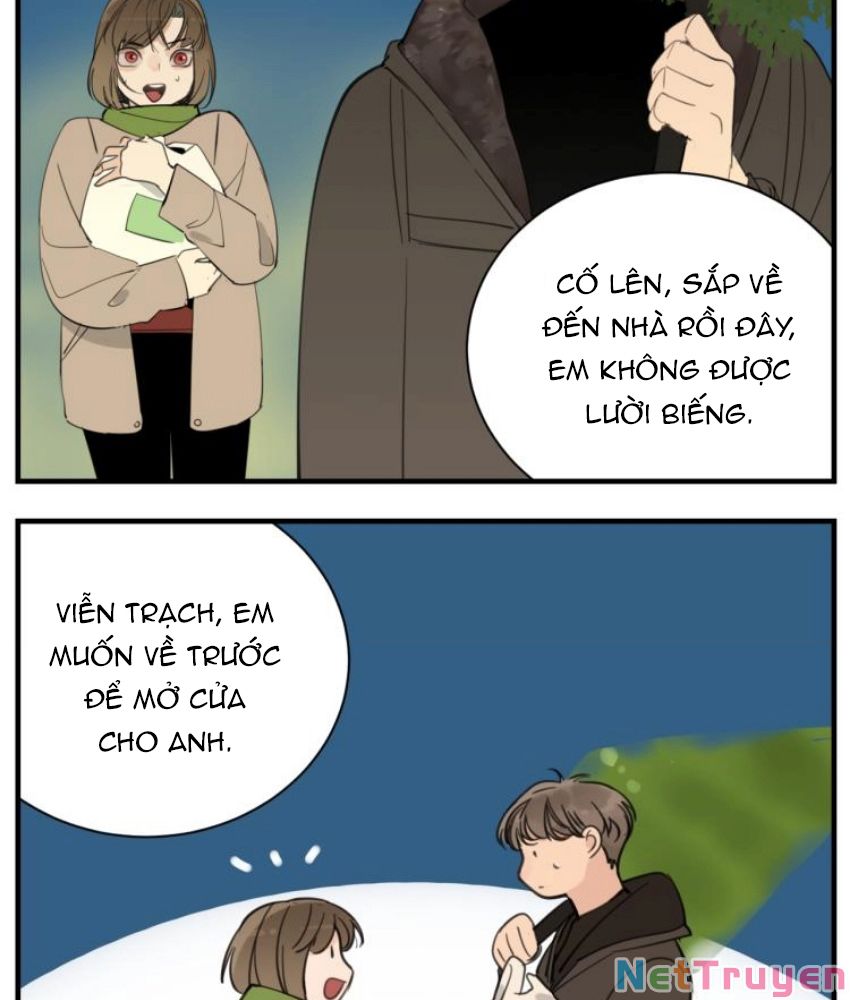 CỐ LÊN, SẮP VỀ
ĐẾN NHÀ RỒI ĐÂY,
EM KHÔNG ĐƯỢC
LƯỜI BIẾNG.
VIỄN TRẠCH, EM
MUỐN VỀ TRƯỚC
ĐỂ MỞ CỬA
CHO ANH.
NETTRUYEN